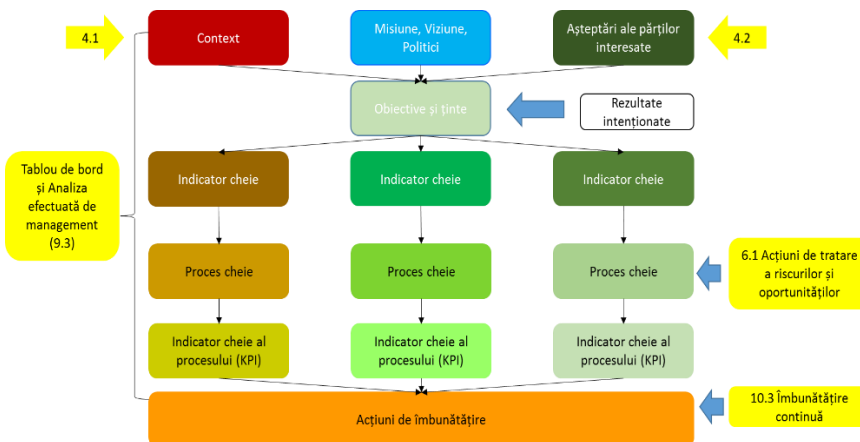 4.1
Context
Misiune, Viziune,
Politici
Așteptări ale părților
interesate
4.2
Obiective și ținte
Rezultate
intenționate
Tablou de bord
și Analiza
efectuată de
management
(9.3)
Indicator cheie
Indicator cheie
Indicator cheie
Proces cheie
Proces cheie
Proces cheie
6.1 Acțiuni de tratare
a riscurilor și
oportunităților
Indicator cheie al
procesului (KPI)
Indicator cheie al
procesului (KPI)
Indicator cheie al
procesului (KPI)
Acțiuni de îmbunătățire
10.3 Îmbunătățire
continuă